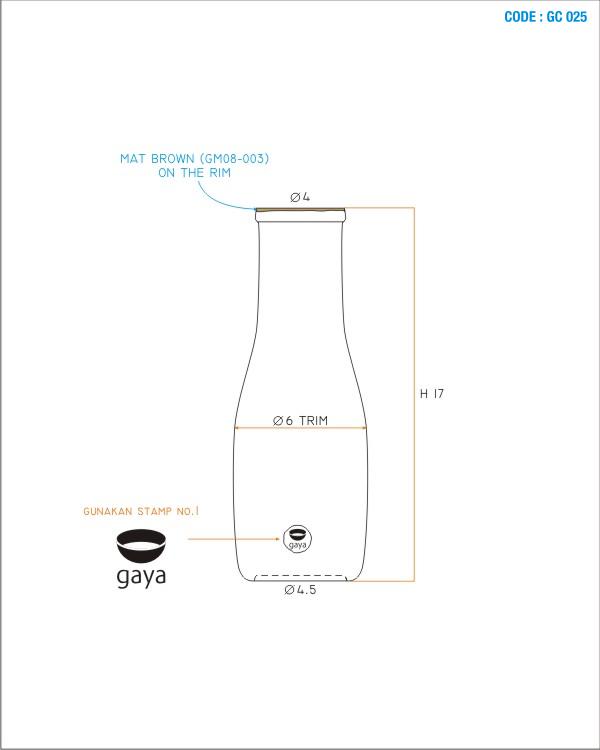 CODE : GC 025
MAT BROWN (GM08-003)
ON THE RIM
Ø4
H 17
Ø6 TRIM
GUNAKAN STAMP NO.1
gaya
gaya
Ø4.5